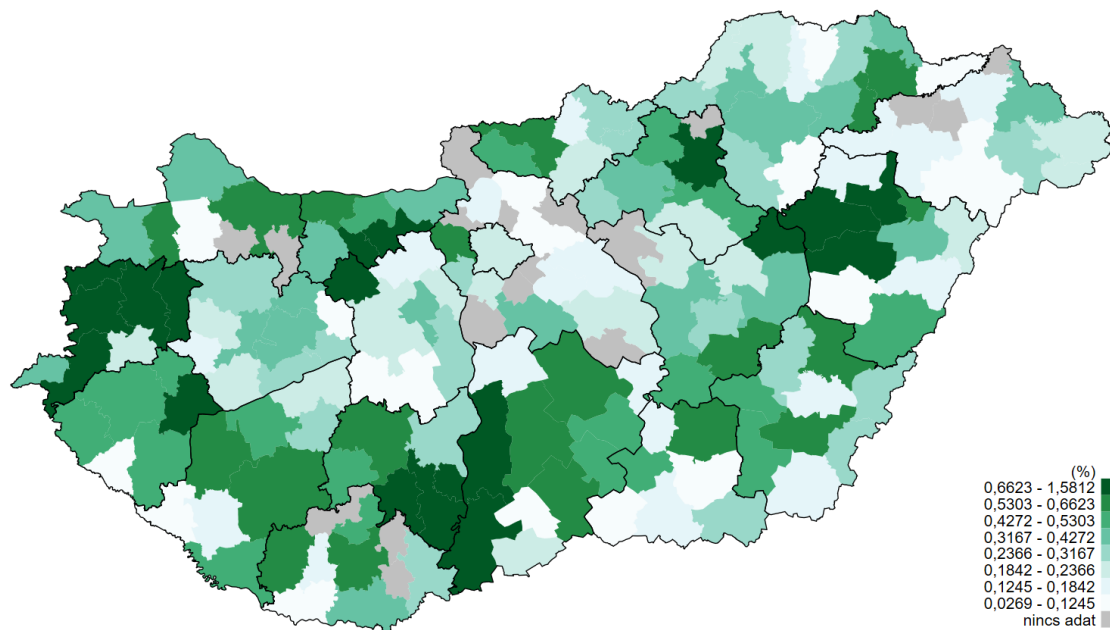 (%)
0,6623 - 1,5812
0,5303 - 0,6623
0,4272 - 0,5303
0,3167 - 0,4272
0,2366 - 0,3167
0,1842 - 0,2366
0,1245 - 0,1842
0,0269 - 0,1245
nincs adat